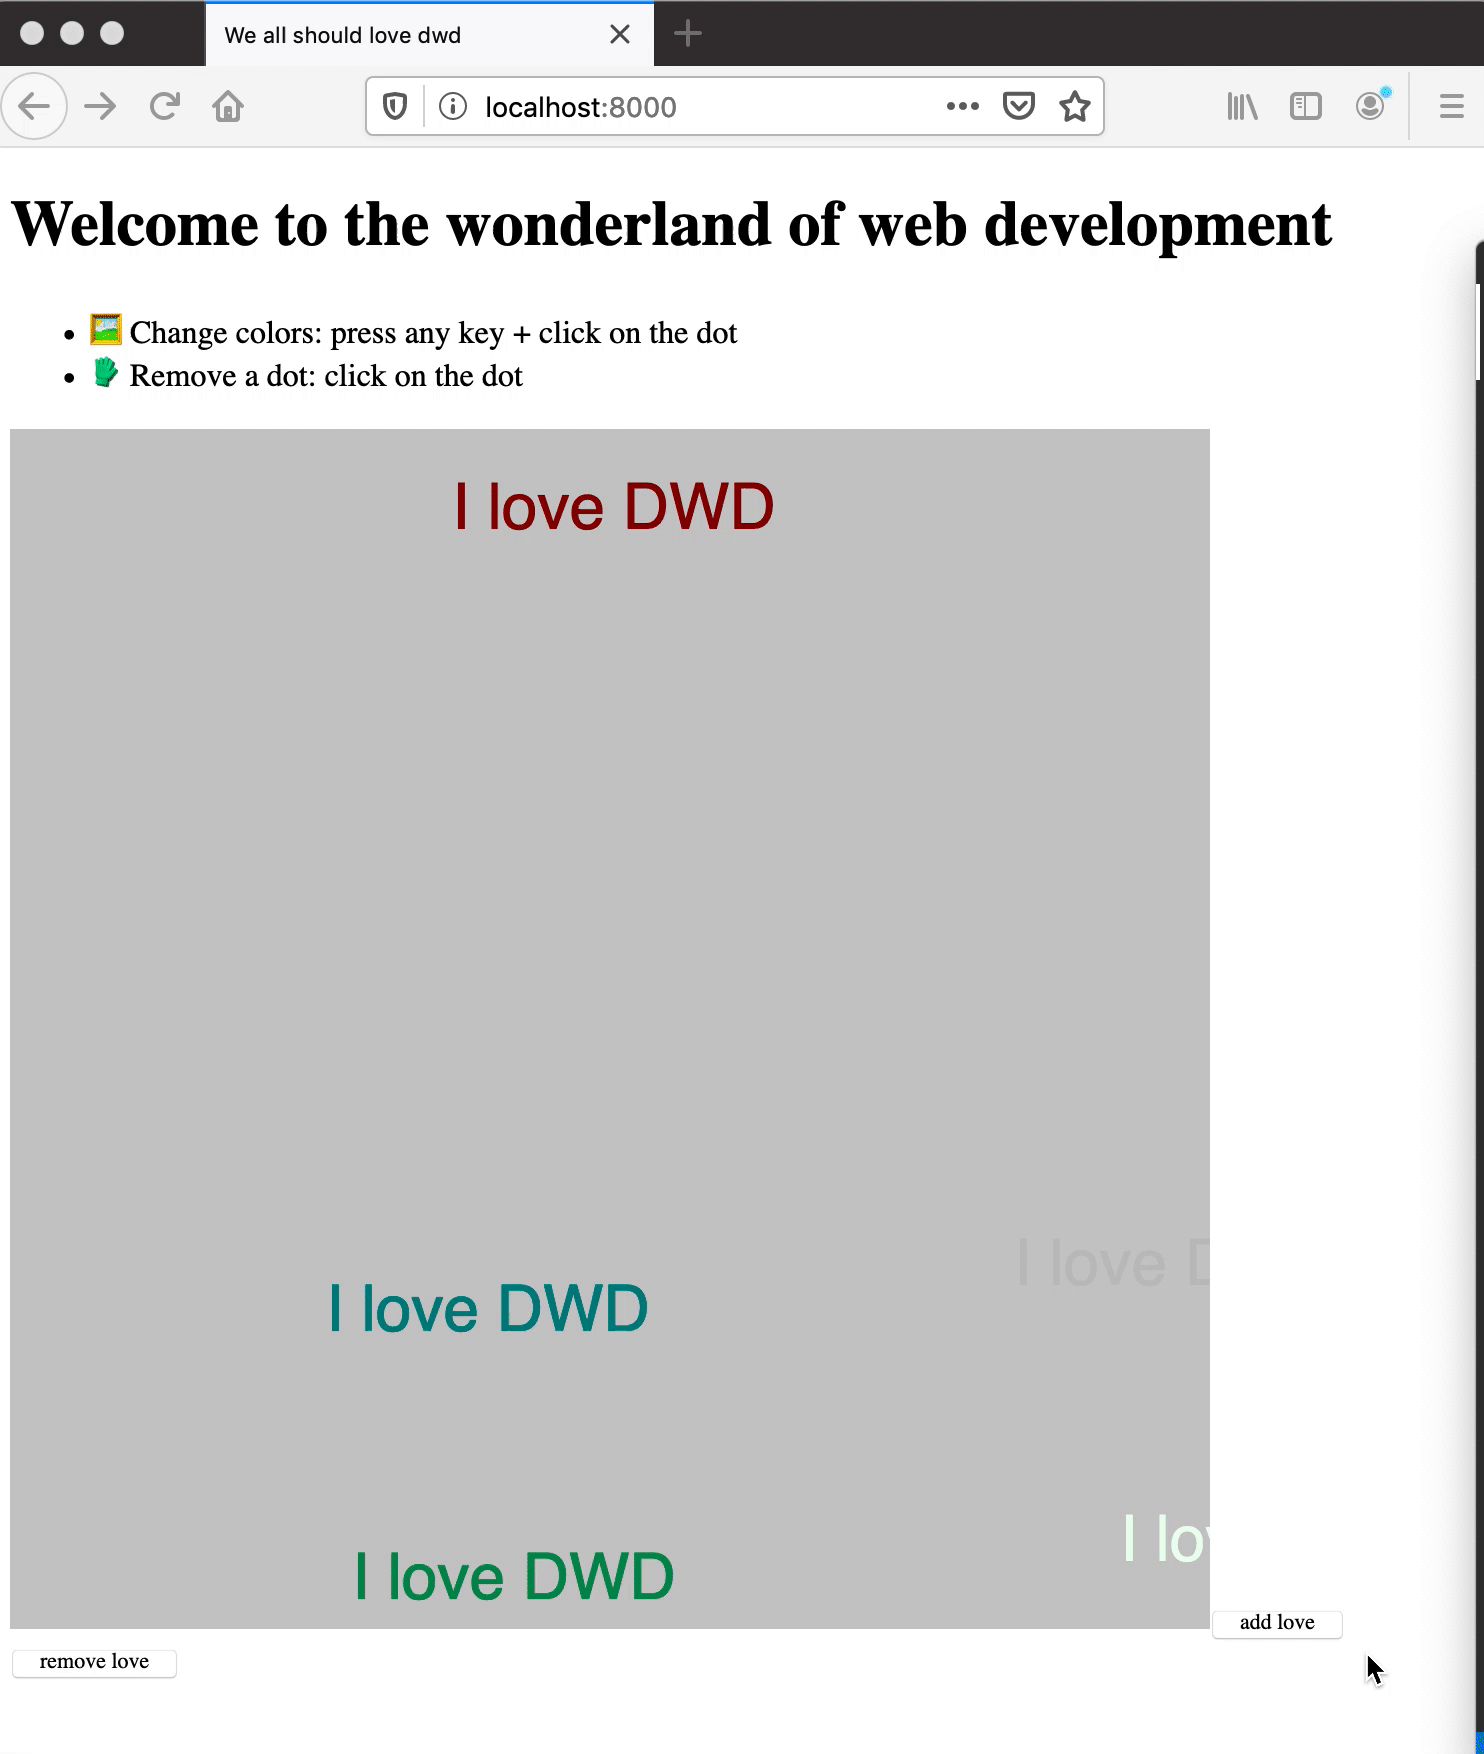 We all should love dwd
localhost:8000
Welcome to the wonderland of web development
Change colors: press any key + click on the dot
Remove a dot: click on the dot
I love DWD
I love D
I love DWD
I lov
I love DWD
add love
remove love